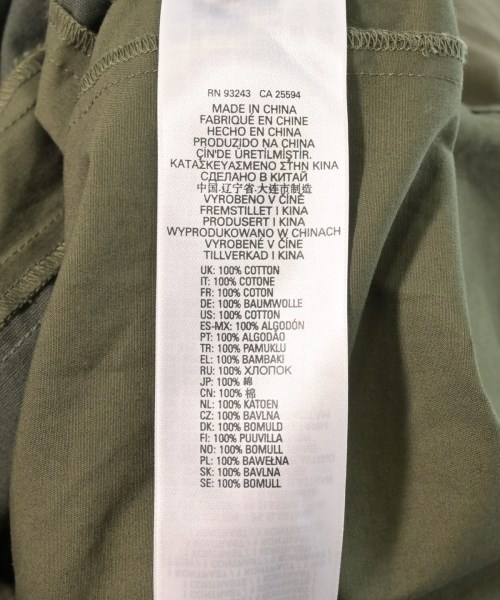 RN 93243 CA 25594
MADE IN CHINA
FABRIQUÉ EN CHINE
HECHO EN CHINA
PRODUZIDO NA CHINA
ÇİN'DE ÜRETİLMİŞTİR.
ΚΑΤΑΣΚΕΥΑΣΜΕΝΟ ΣΤΗΝ ΚΙΝΑ
СДЕЛАНО В КИТАЙ
中国.辽宁省.大连市制造
VYROBENO V ČÍNĚ
FREMSTILLET I KINA
PRODUSERT I KINA
WYPRODUKOWANO W CHINACH
VYROBENÉ V ČÍNE
TILLVERKAD I KINA
UK: 100% COTTON
IT: 100% COTONE
FR: 100% COTON
DE: 100% BAUMWOLLE
US: 100% COTTON
ES-MX: 100% ALGODÓN
PT: 100% ALGODÃO
TR: 100% PAMUKLU
EL: 100% BAMBAKI
RU: 100% ХЛОПОК
JP: 100% 綿
CN: 100% 棉
NL: 100% KATOEN
CZ: 100% BAVLNA
DK: 100% BOMULD
FI: 100% PUUVILLA
NO: 100% BOMULL
PL: 100% BAWEŁNA
SK: 100% BAVLNA
SE: 100% BOMULL